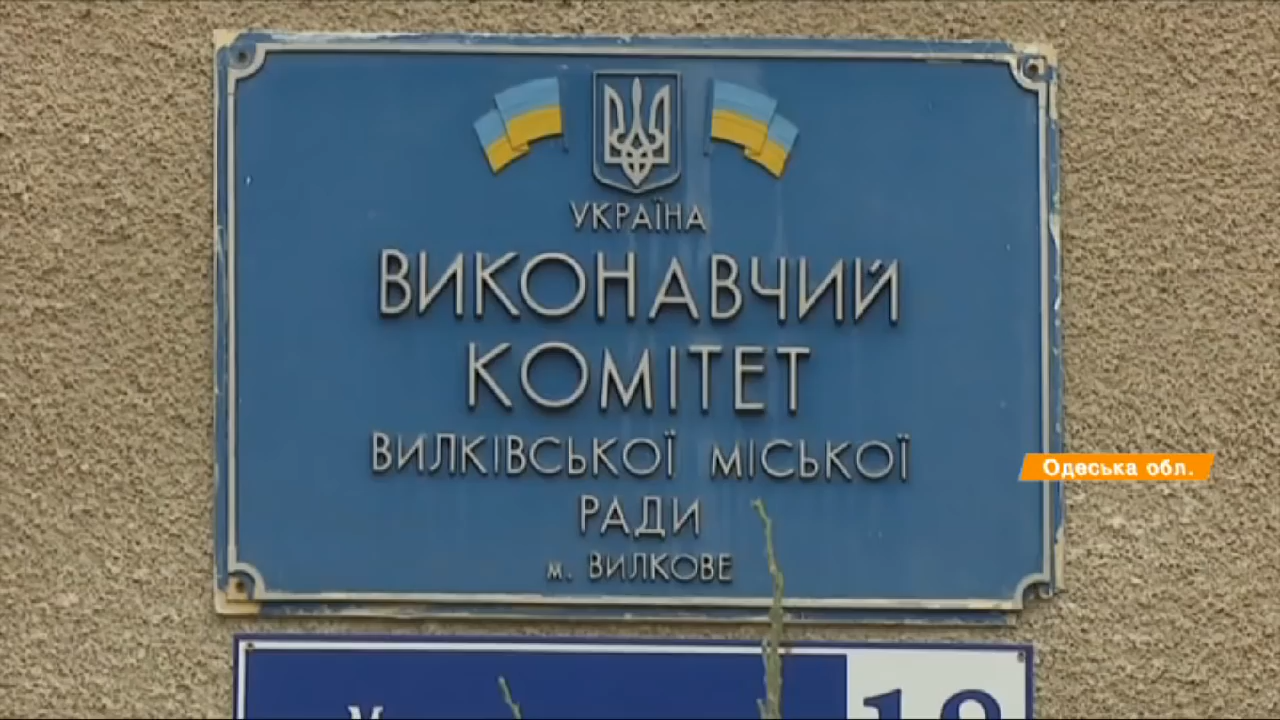 УКРАЇНА
ВИКОНАВЧИЙ
КОМІТЕТ
ВИЛКІВСЬКОЇ МІСЬКОЇ
РАДИ
м. ВИЛКОВЕ
Одеська обл.